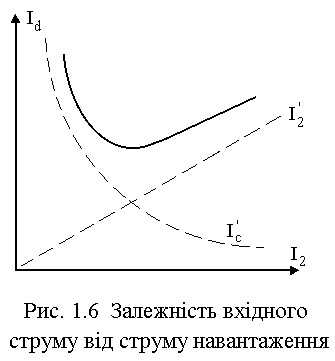 I_d
I'_2
I'_c
I_2
Рис. 1.6 Залежність вхідного
струму від струму навантаження